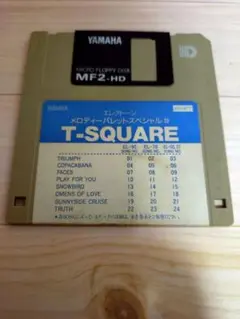 YAMAHA
MICRO FLOPPY DISK
MF2-HD
YAMAHA
エレクトーン
メロディーパレットスペシャル
T-SQUARE
TRIUMPH 01 02 03
COPACABANA 04 05 06
FACES 07 08 09
PLAY FOR YOU 10 11 12
SNOWBIRD 13 14 15
OMENS OF LOVE 16 17 18
SUNNYSIDE CRUISE 19 20 21
TRUTH 22 23 24